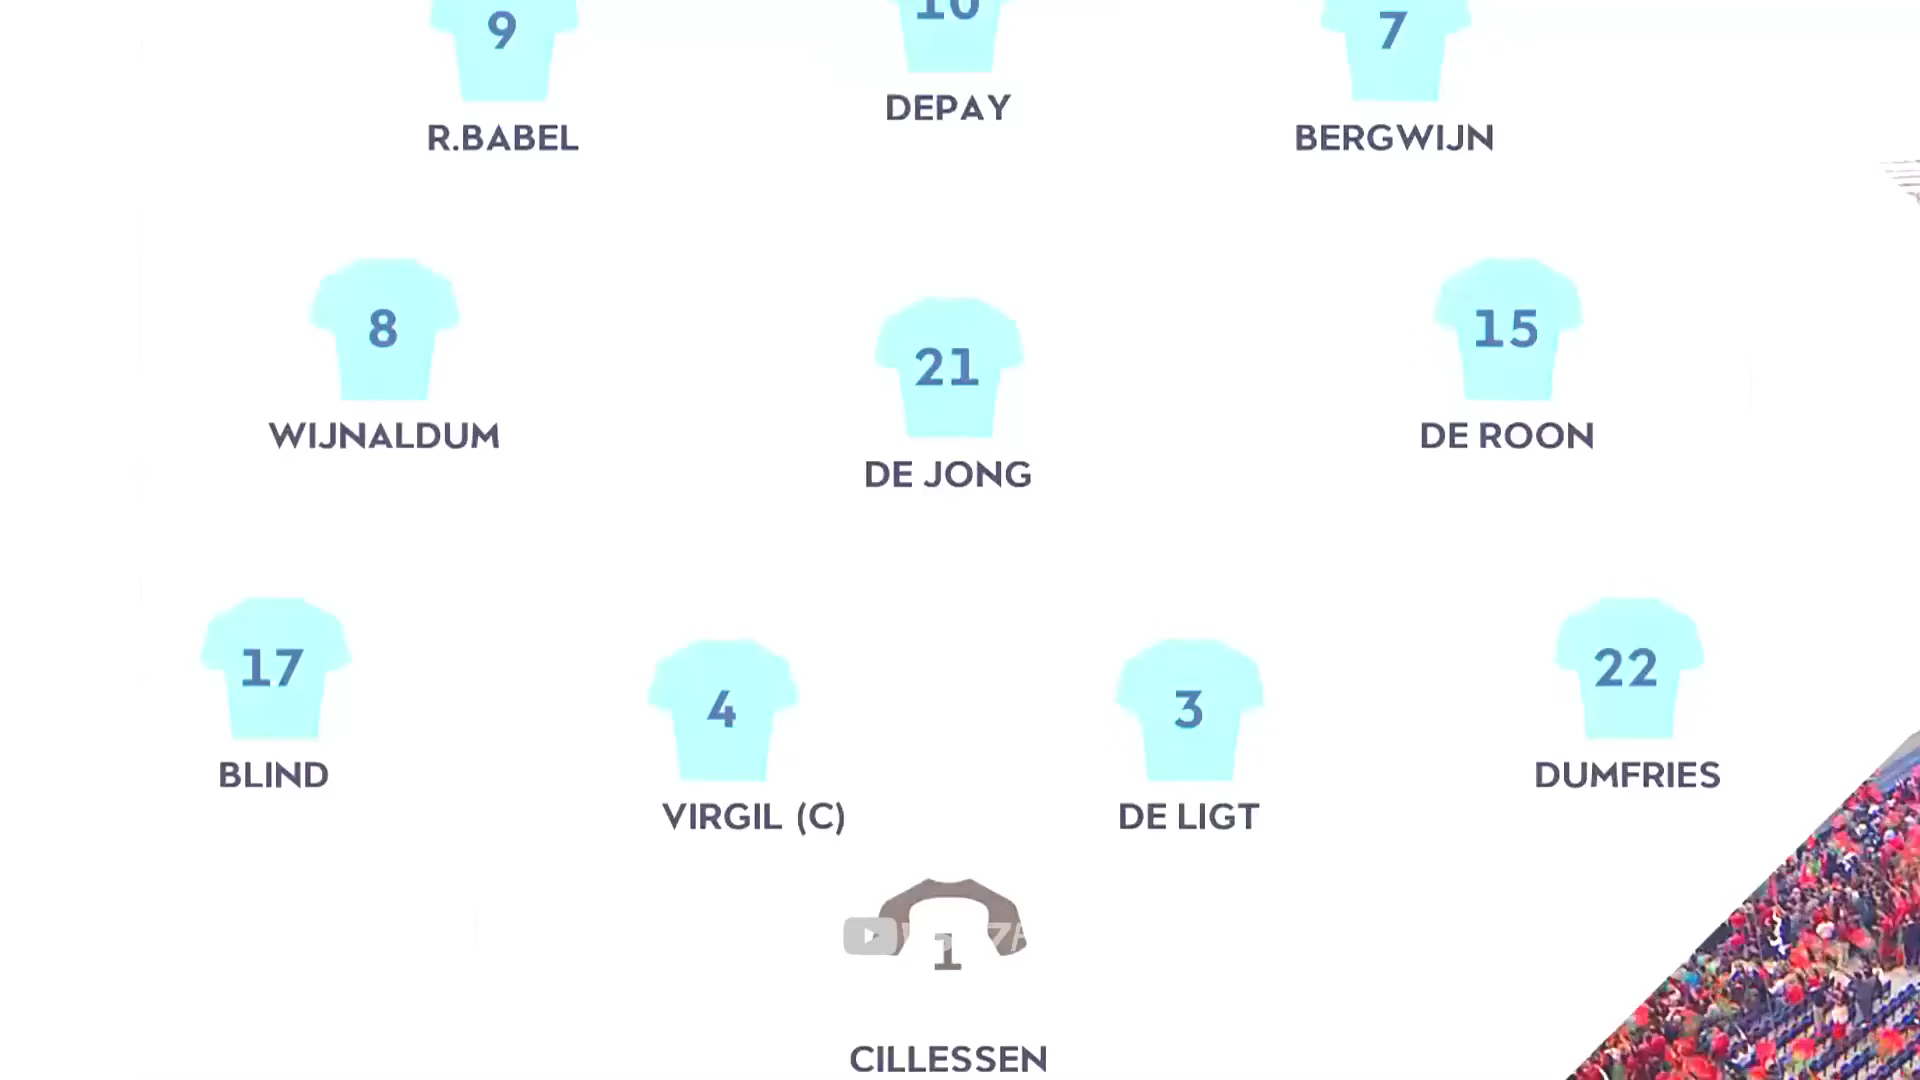 9
10
7
R.BABEL
DEPAY
BERGWIJN
8
21
15
WIJNALDUM
DE JONG
DE ROON
17
4
3
22
BLIND
VIRGIL (C)
DE LIGT
DUMFRIES
1
CILLESSEN